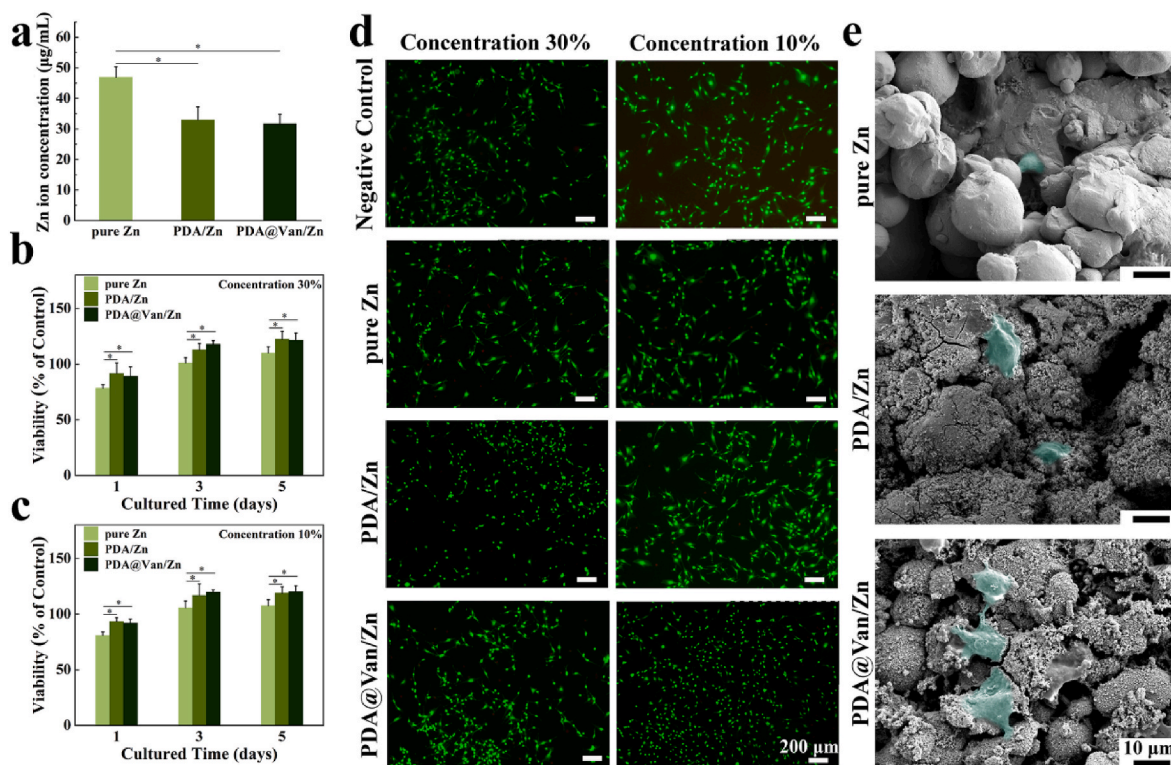 a
Zn ion concentration (μg/mL)
60
50
40
30
20
10
0
*
*
pure Zn
PDA/Zn
PDA@Van/Zn
b
Viability (% of Control)
150
100
50
0
pure Zn
PDA/Zn
PDA@Van/Zn
Concentration 30%
*
*
*
*
*
*
1
3
5
Cultured Time (days)
c
Viability (% of Control)
150
100
50
0
pure Zn
PDA/Zn
PDA@Van/Zn
Concentration 10%
*
*
*
*
*
*
1
3
5
Cultured Time (days)
d
Concentration 30%
Concentration 10%
Negative Control
pure Zn
PDA/Zn
PDA@Van/Zn
200 μm
e
pure Zn
PDA/Zn
PDA@Van/Zn
10 μm